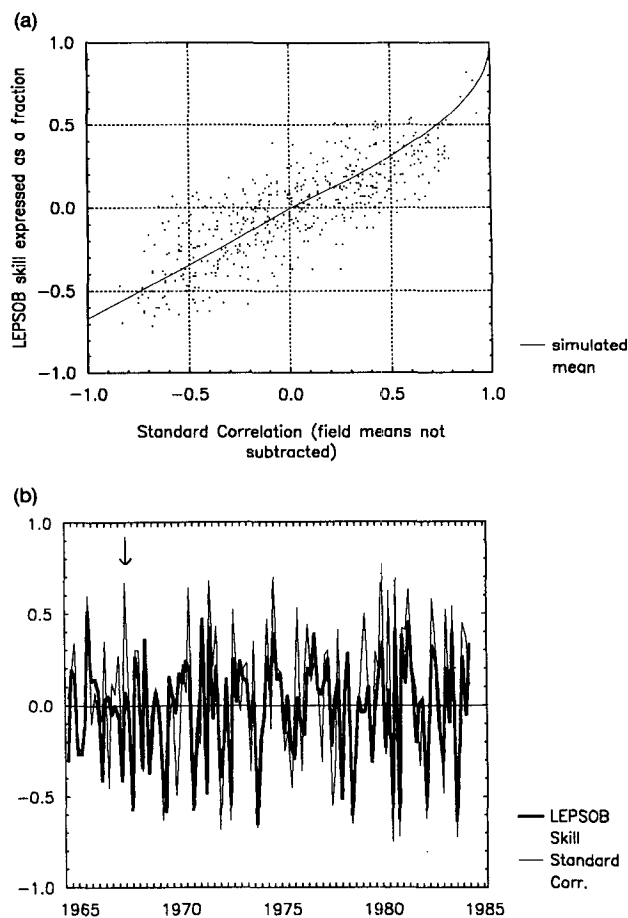 (a)
LEPSOB skill expressed as a fraction
1.0
0.5
0.0
−0.5
−1.0
−1.0 −0.5 0.0 0.5 1.0
Standard Correlation (field means not
subtracted)
simulated
mean
(b)
1.0
0.5
0.0
−0.5
−1.0
1965 1970 1975 1980 1985
LEPSOB
Skill
Standard
Corr.